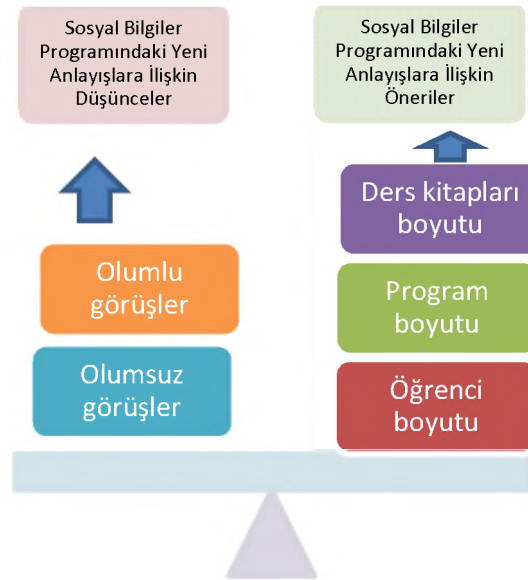 Sosyal Bilgiler
Programındaki Yeni
Anlayışlara İlişkin
Düşünceler
Olumlu
görüşler
Olumsuz
görüşler
Sosyal Bilgiler
Programındaki Yeni
Anlayışlara İlişkin
Öneriler
Ders kitapları
boyutu
Program
boyutu
Öğrenci
boyutu